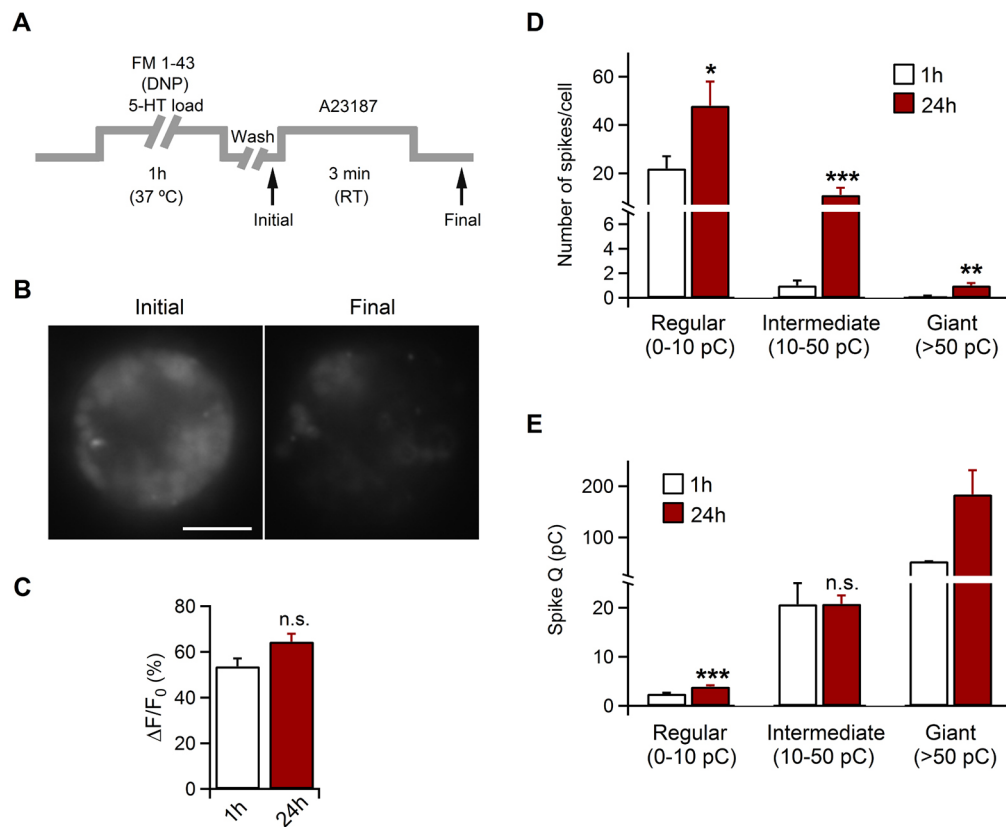 A
FM 1-43
(DNP)
5-HT load
Wash
A23187
1h
(37 ºC)
3 min
(RT)
Initial
Final
B
Initial
Final
C
ΔF/F0 (%)
80
60
40
20
0
n.s.
1h
24h
D
Number of spikes/cell
60
40
20
6
4
2
0
1h
24h
*
***
**
Regular
(0-10 pC)
Intermediate
(10-50 pC)
Giant
(>50 pC)
E
Spike Q (pC)
200
100
20
10
0
1h
24h
***
n.s.
Regular
(0-10 pC)
Intermediate
(10-50 pC)
Giant
(>50 pC)